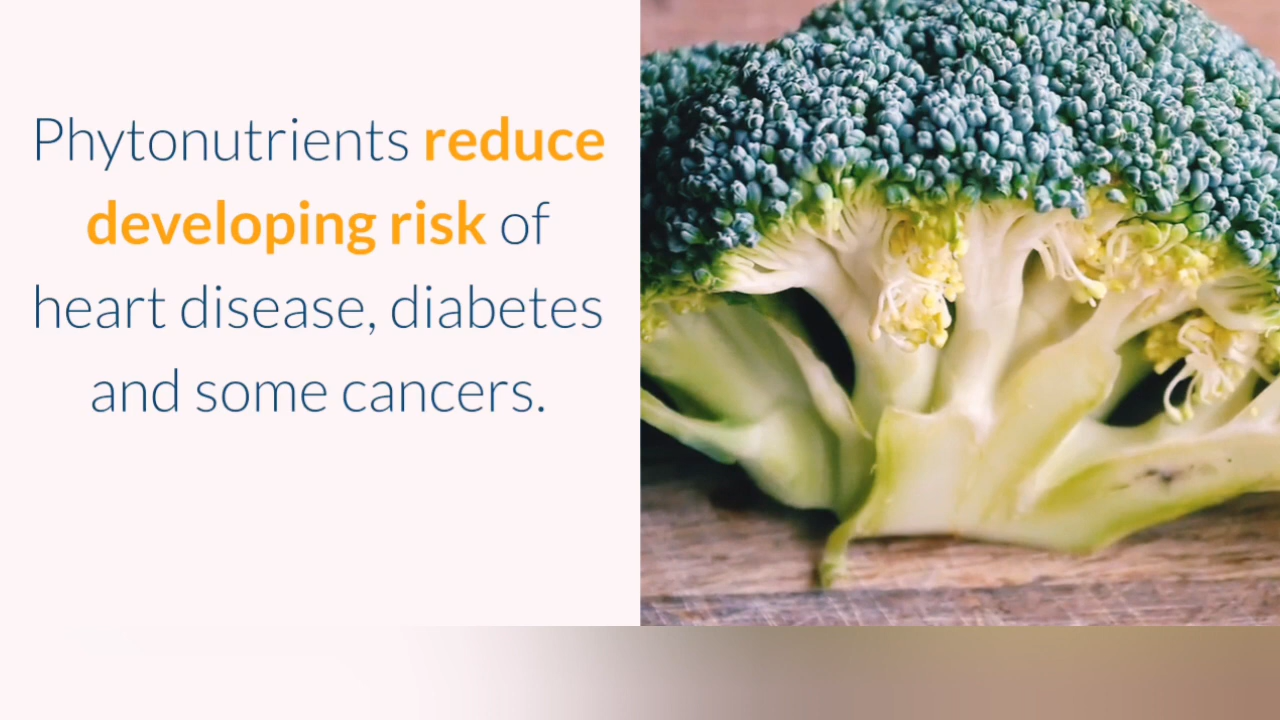 Phytonutrients reduce
developing risk of
heart disease, diabetes
and some cancers.